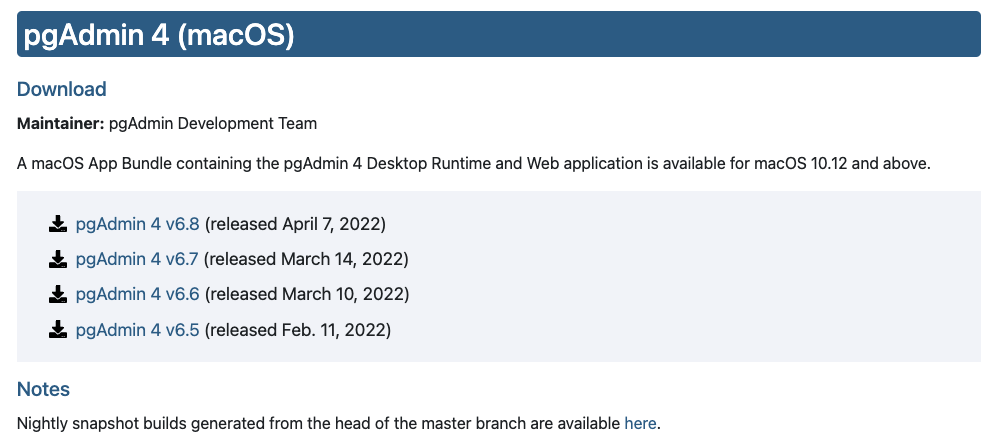 pgAdmin 4 (macOS)
Download
Maintainer: pgAdmin Development Team
A macOS App Bundle containing the pgAdmin 4 Desktop Runtime and Web application is available for macOS 10.12 and above.
pgAdmin 4 v6.8 (released April 7, 2022)
pgAdmin 4 v6.7 (released March 14, 2022)
pgAdmin 4 v6.6 (released March 10, 2022)
pgAdmin 4 v6.5 (released Feb. 11, 2022)
Notes
Nightly snapshot builds generated from the head of the master branch are available here.